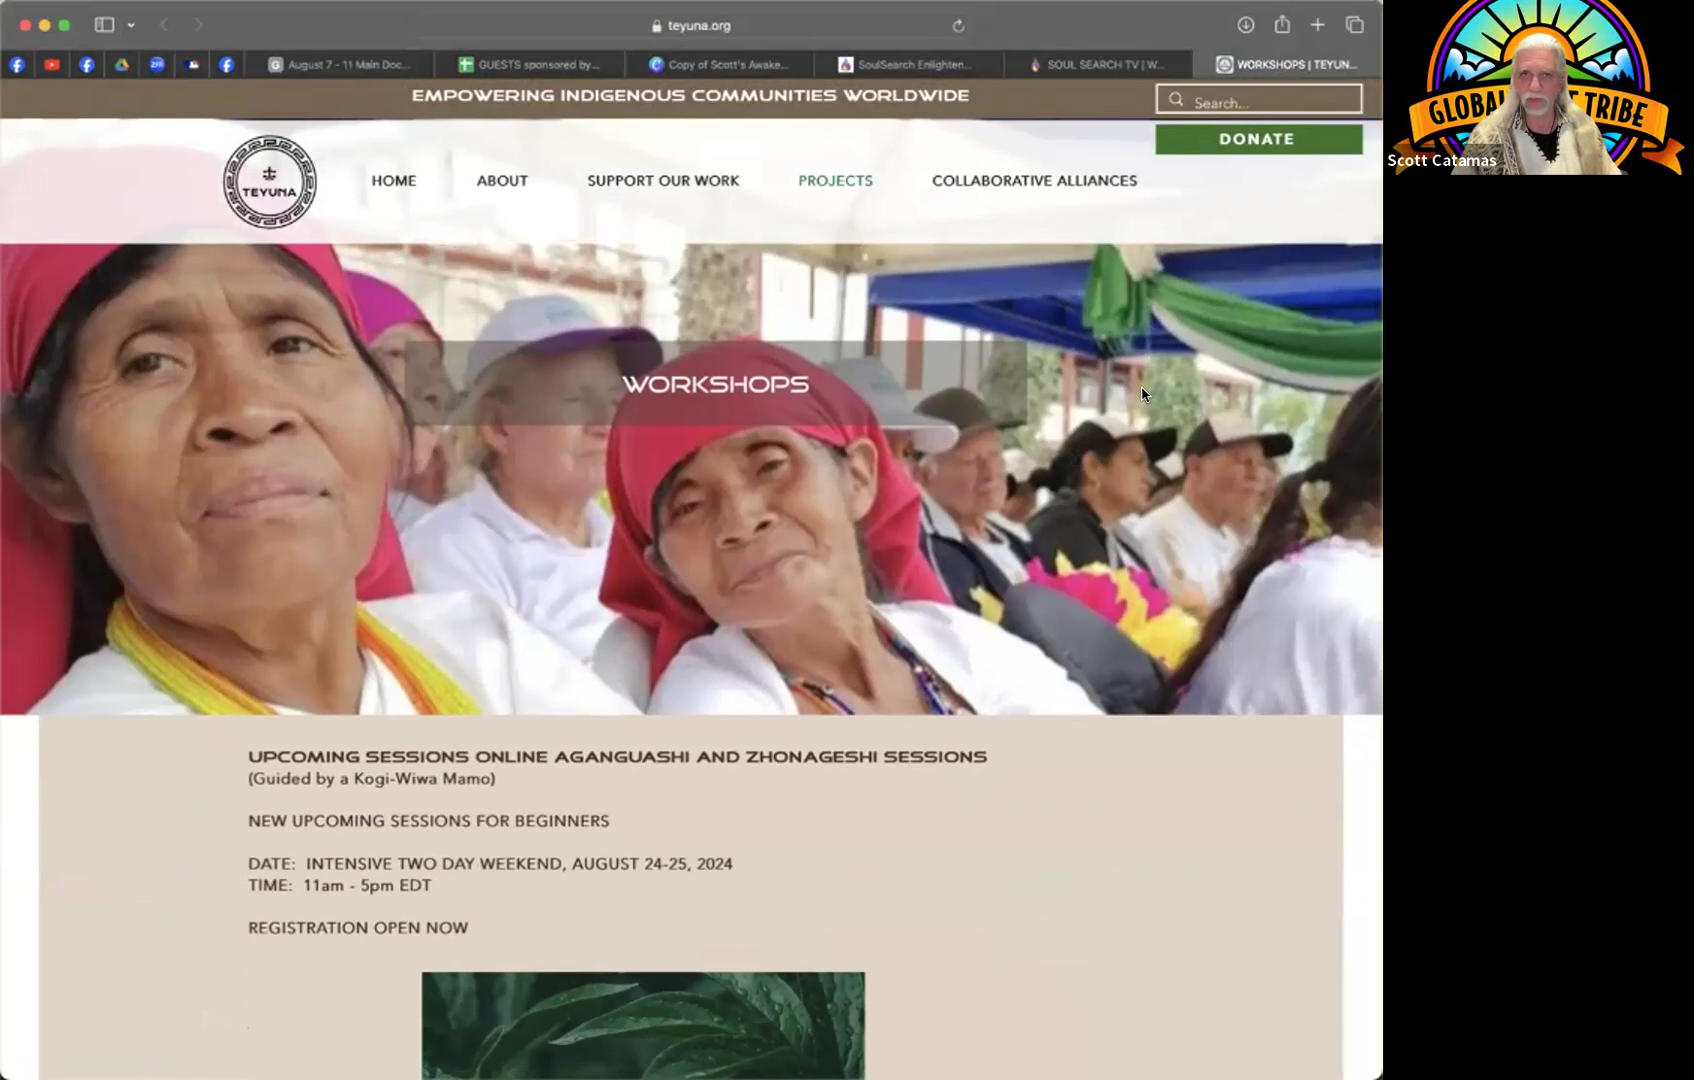 teyuna.org
August 7 - 11 Main Doc...
GUESTS sponsored by...
Copy of Scott's Awake...
SoulSearch Enlighten...
SOUL SEARCH TV | W...
WORKSHOPS | TEYUN...
EMPOWERING INDIGENOUS COMMUNITIES WORLDWIDE
Search...
DONATE
TEYUNA
HOME
ABOUT
SUPPORT OUR WORK
PROJECTS
COLLABORATIVE ALLIANCES
WORKSHOPS
UPCOMING SESSIONS ONLINE AGANGUASHI AND ZHONAGESHI SESSIONS
(Guided by a Kogi-Wiwa Mamo)
NEW UPCOMING SESSIONS FOR BEGINNERS
DATE: INTENSIVE TWO DAY WEEKEND, AUGUST 24-25, 2024
TIME: 11am - 5pm EDT
REGISTRATION OPEN NOW
GLOBAL TRIBE
Scott Catamas